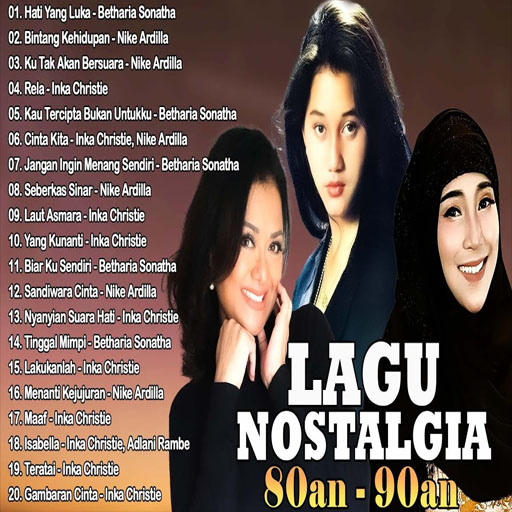 01. Hati Yang Luka - Betharia Sonatha
02. Bintang Kehidupan - Nike Ardilla
03. Ku Tak Akan Bersuara - Nike Ardilla
04. Rela - Inka Christie
05. Kau Tercipta Bukan Untukku - Betharia Sonatha
06. Cinta Kita - Inka Christie, Nike Ardilla
07. Jangan Ingin Menang Sendiri - Betharia Sonatha
08. Seberkas Sinar - Nike Ardilla
09. Laut Asmara - Inka Christie
10. Yang Kunanti - Inka Christie
11. Biar Ku Sendiri - Betharia Sonatha
12. Sandiwara Cinta - Nike Ardilla
13. Nyanyian Suara Hati - Inka Christie
14. Tinggal Mimpi - Betharia Sonatha
15. Lakukanlah - Inka Christie
16. Menanti Kejujuran - Nike Ardilla
17. Maaf - Inka Christie
18. Isabella - Inka Christie, Adlani Rambe
19. Teratai - Inka Christie
20. Gambaran Cinta - Inka Christie
LAGU
NOSTALGIA
80an - 90an